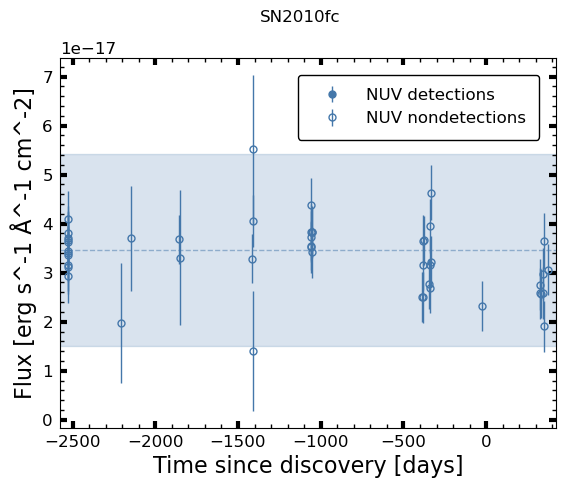 SN2010fc
1e−17
NUV detections
NUV nondetections
7
6
5
4
3
2
1
0
Flux [erg s^-1 Å^-1 cm^-2]
−2500
−2000
−1500
−1000
−500
0
Time since discovery [days]